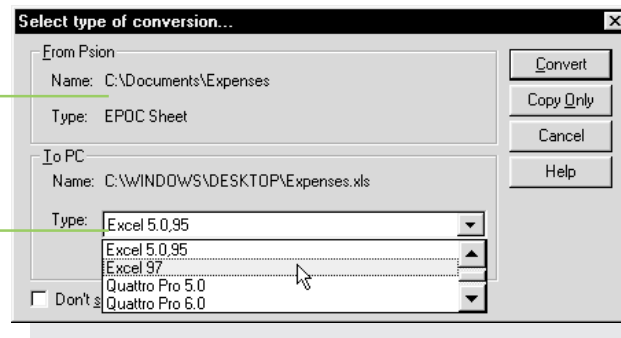 Select type of conversion...
From Psion
Name: C:\Documents\Expenses
Type: EPOC Sheet
To PC
Name: C:\WINDOWS\DESKTOP\Expenses.xls
Type: Excel 5.0,95
Excel 5.0,95
Excel 97
Quattro Pro 5.0
Quattro Pro 6.0
Don't
Convert
Copy Only
Cancel
Help